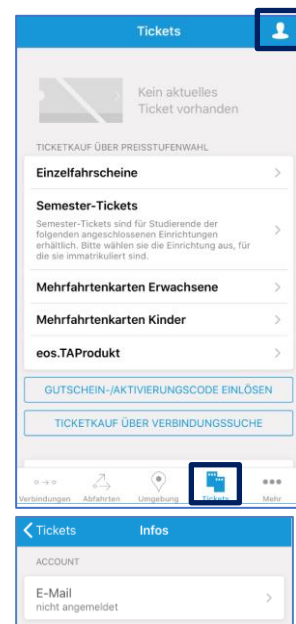 Tickets
Kein aktuelles
Ticket vorhanden
TICKETKAUF ÜBER PREISSTUFENWAHL
Einzelfahrscheine
Semester-Tickets
Semester-Tickets sind für Studierende der
folgenden angeschlossenen Einrichtungen
erhältlich. Bitte wählen sie die Einrichtung aus, für
die sie immatrikuliert sind.
Mehrfahrtenkarten Erwachsene
Mehrfahrtenkarten Kinder
eos.TAProdukt
GUTSCHEIN-/AKTIVIERUNGSCODE EINLÖSEN
TICKETKAUF ÜBER VERBINDUNGSSUCHE
Verbindungen Abfahrten Umgebung Tickets Mehr
Tickets Infos
ACCOUNT
E-Mail
nicht angemeldet